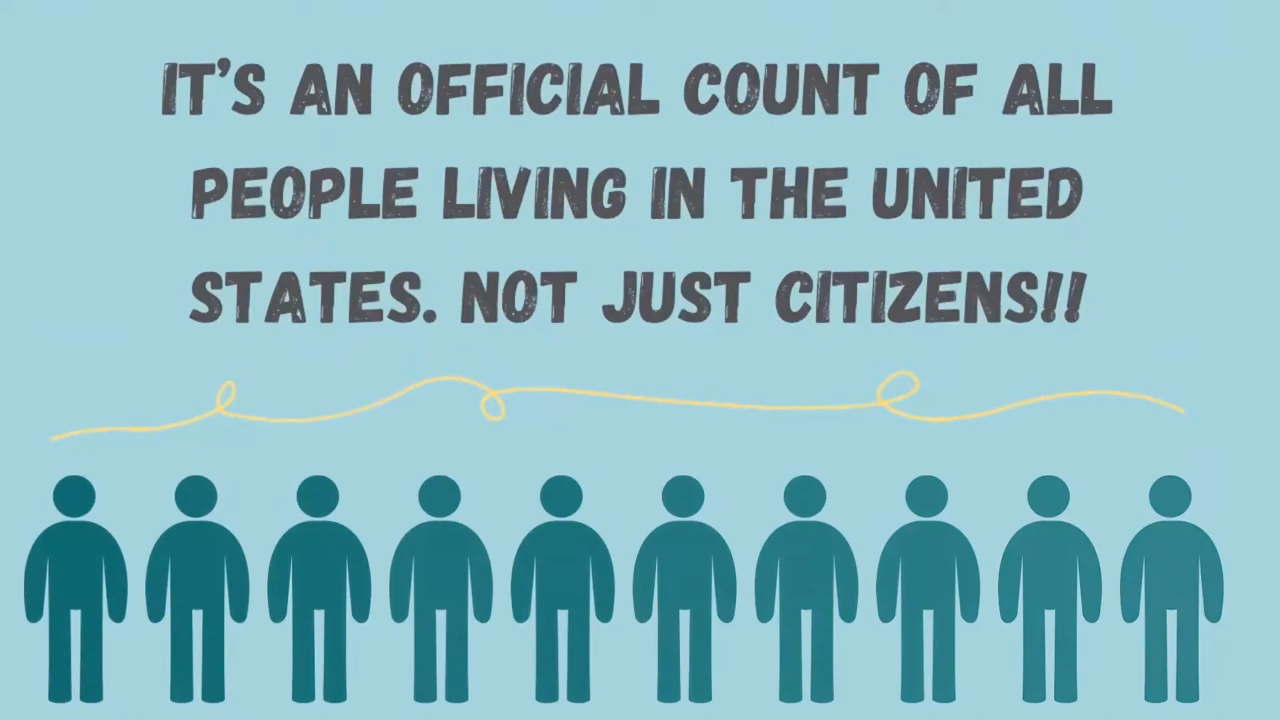 IT'S AN OFFICIAL COUNT OF ALL
PEOPLE LIVING IN THE UNITED
STATES. NOT JUST CITIZENS!!